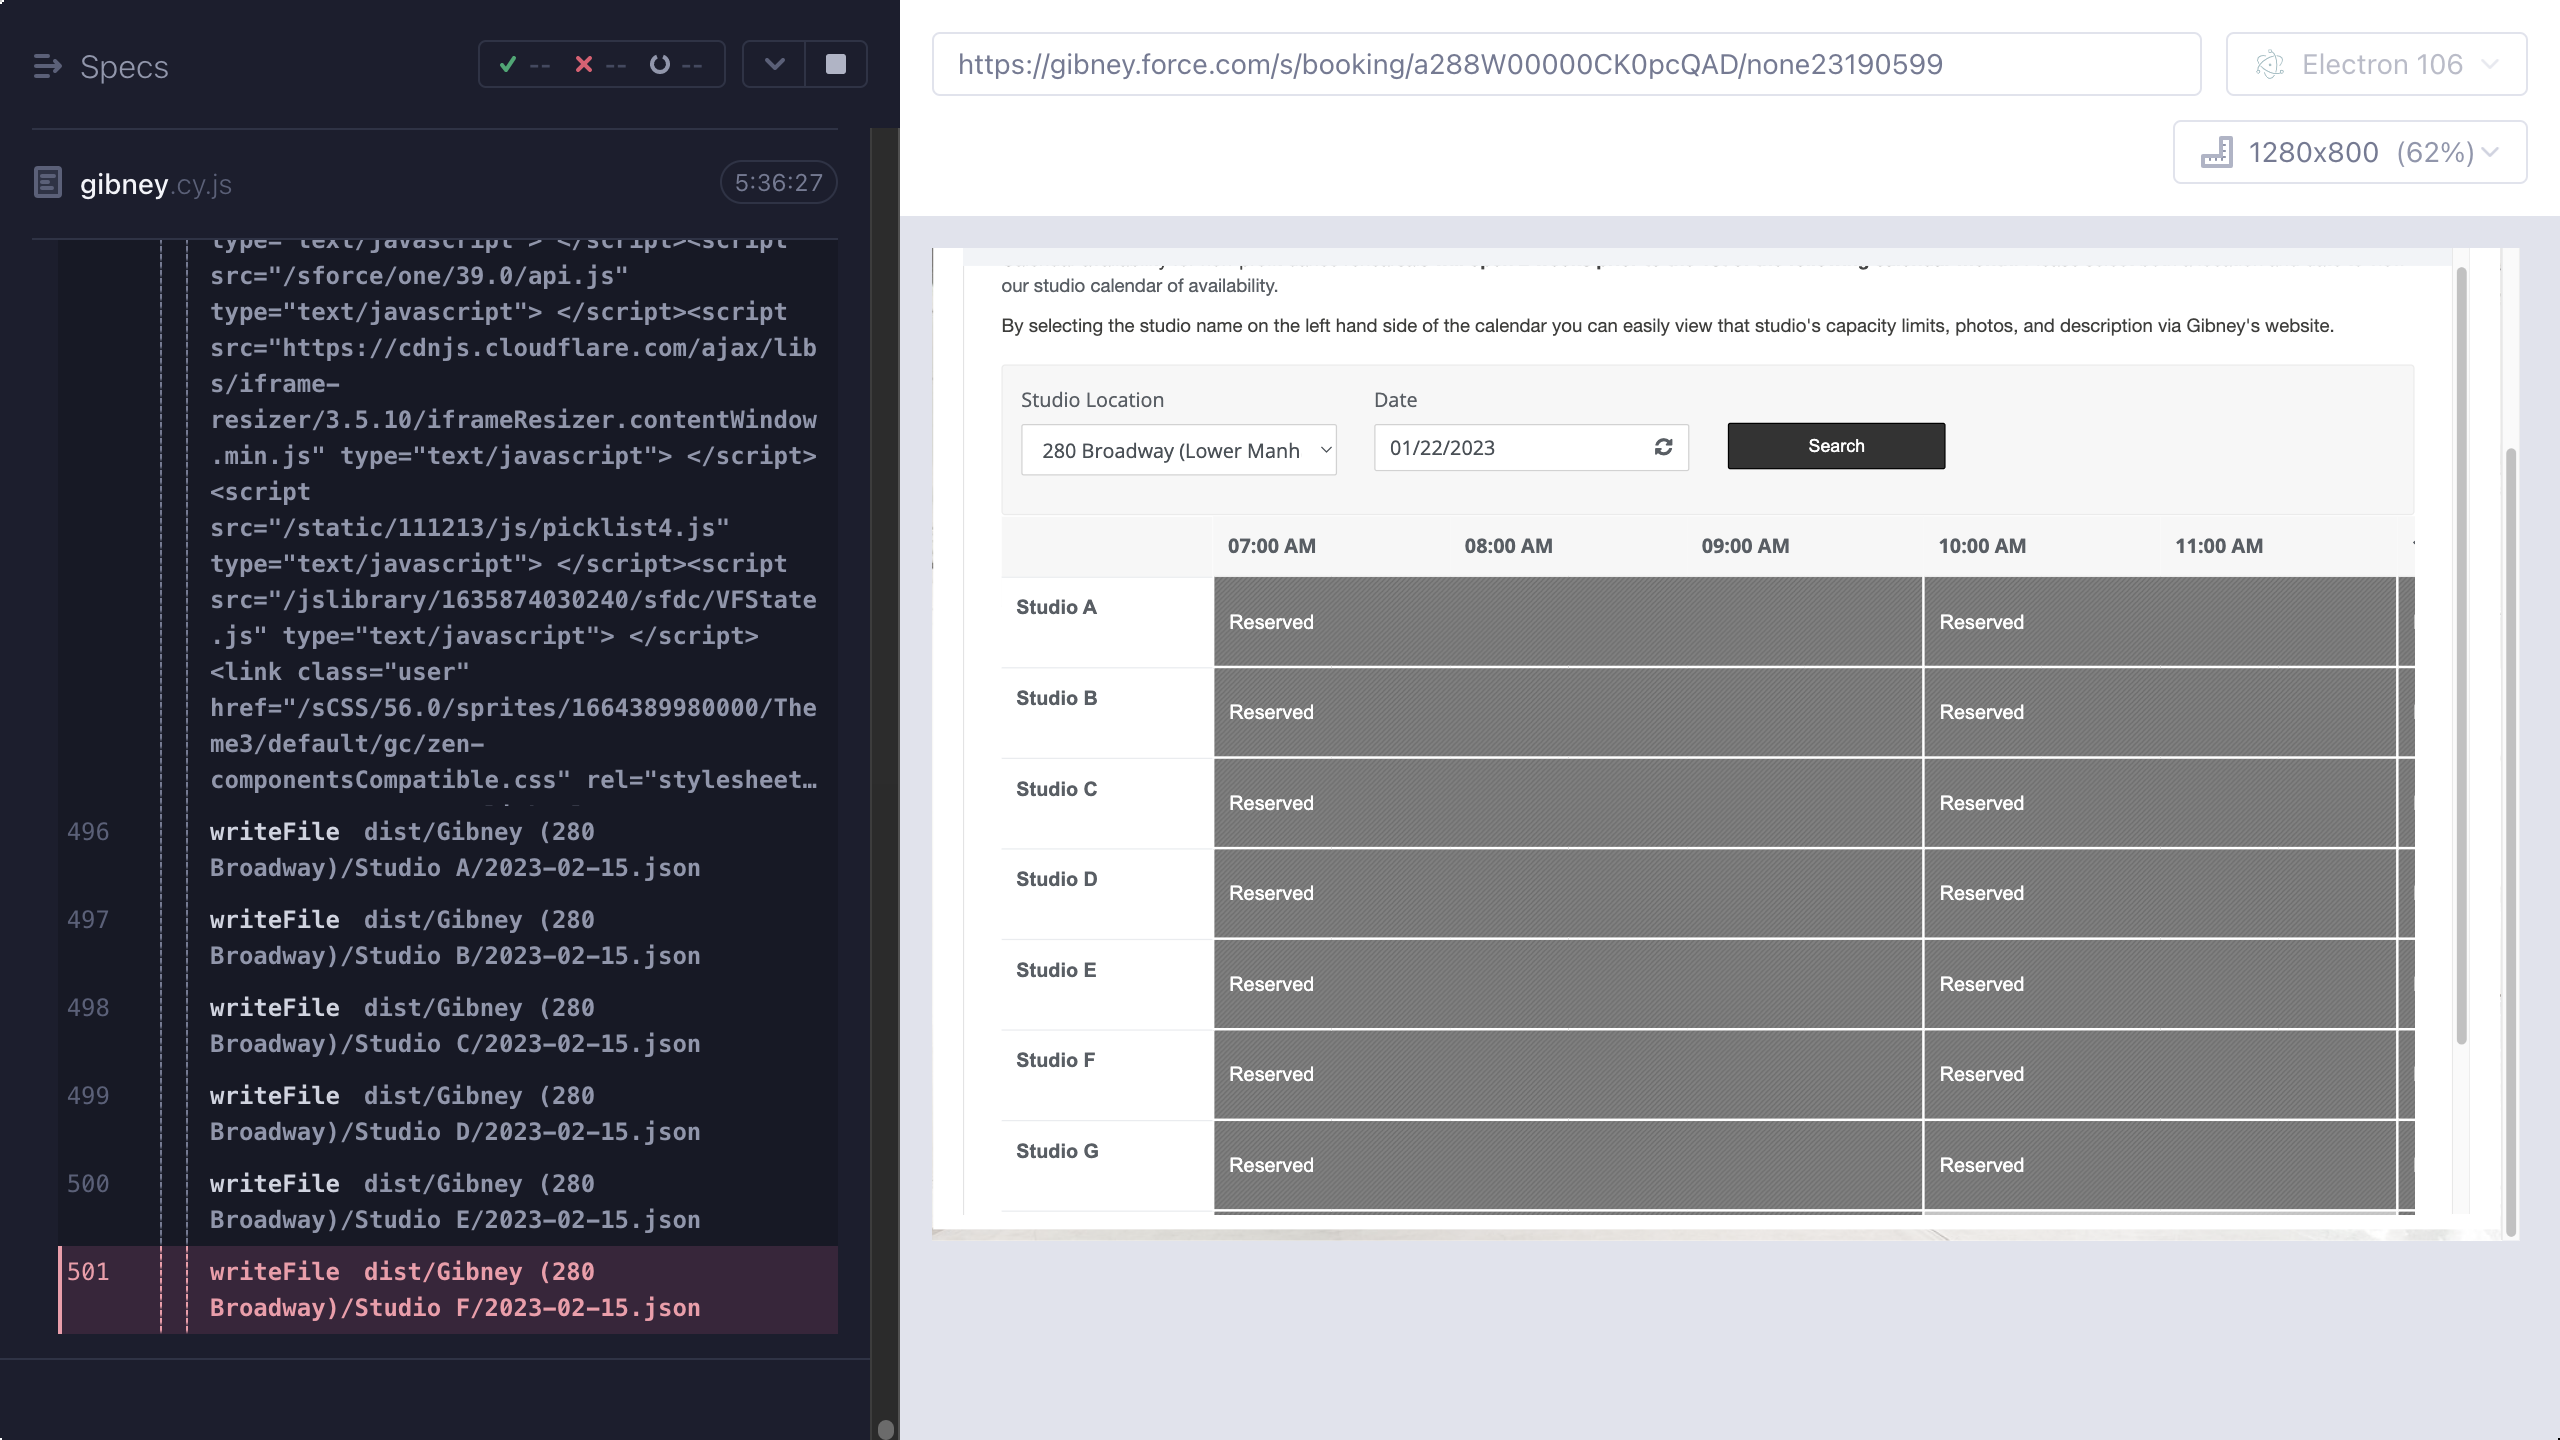 Specs
--
--
--
gibney.cy.js
5:36:27
type="text/javascript"> </script><script
src="/sforce/one/39.0/api.js"
type="text/javascript"> </script><script
src="https://cdnjs.cloudflare.com/ajax/lib
s/iframe-
resizer/3.5.10/iframeResizer.contentWindow
.min.js" type="text/javascript"> </script>
<script
src="/static/111213/js/picklist4.js"
type="text/javascript"> </script><script
src="/jslibrary/1635874030240/sfdc/VFState
.js" type="text/javascript"> </script>
<link class="user"
href="/sCSS/56.0/sprites/1664389980000/The
me3/default/gc/zen-
componentsCompatible.css" rel="stylesheet…
496 writeFile dist/Gibney (280
Broadway)/Studio A/2023-02-15.json
497 writeFile dist/Gibney (280
Broadway)/Studio B/2023-02-15.json
498 writeFile dist/Gibney (280
Broadway)/Studio C/2023-02-15.json
499 writeFile dist/Gibney (280
Broadway)/Studio D/2023-02-15.json
500 writeFile dist/Gibney (280
Broadway)/Studio E/2023-02-15.json
501 writeFile dist/Gibney (280
Broadway)/Studio F/2023-02-15.json
https://gibney.force.com/s/booking/a288W00000CK0pcQAD/none23190599
Electron 106
1280x800 (62%)
our studio calendar of availability.
By selecting the studio name on the left hand side of the calendar you can easily view that studio's capacity limits, photos, and description via Gibney's website.
Studio Location
Date
280 Broadway (Lower Manh
01/22/2023
Search
07:00 AM 08:00 AM 09:00 AM 10:00 AM 11:00 AM
Studio A Reserved Reserved
Studio B Reserved Reserved
Studio C Reserved Reserved
Studio D Reserved Reserved
Studio E Reserved Reserved
Studio F Reserved Reserved
Studio G Reserved Reserved